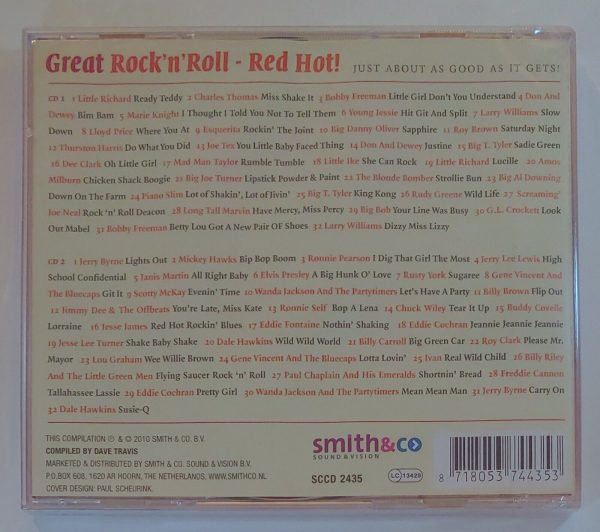 Great Rock'n'Roll - Red Hot! JUST ABOUT AS GOOD AS IT GETS!
CD 1 1 Little Richard Ready Teddy 2 Charles Thomas Miss Shake It 3 Bobby Freeman Little Girl Don't You Understand 4 Don And
Dewey Bim Bam 5 Marie Knight I Thought I Told You Not To Tell Them 6 Young Jessie Hit Git And Split 7 Larry Williams Slow
Down 8 Lloyd Price Where You At 9 Esquerita Rockin' The Joint 10 Big Danny Oliver Sapphire 11 Roy Brown Saturday Night
12 Thurston Harris Do What You Did 13 Joe Tex You Little Baby Faced Thing 14 Don And Dewey Justine 15 Big T. Tyler Sadie Green
16 Dee Clark Oh Little Girl 17 Mad Man Taylor Rumble Tumble 18 Little Ike She Can Rock 19 Little Richard Lucille 20 Amos
Milburn Chicken Shack Boogie 21 Big Joe Turner Lipstick Powder & Paint 22 The Blonde Bomber Strollie Bun 23 Big Al Downing
Down On The Farm 24 Piano Slim Lot of Shakin', Lot of Jivin' 25 Big T. Tyler King Kong 26 Rudy Greene Wild Life 27 Screaming'
Joe Neal Rock 'n' Roll Deacon 28 Long Tall Marvin Have Mercy, Miss Percy 29 Big Bob Your Line Was Busy 30 G.L. Crockett Look
Out Mabel 31 Bobby Freeman Betty Lou Got A New Pair OF Shoes 32 Larry Williams Dizzy Miss Lizzy
CD 2 1 Jerry Byrne Lights Out 2 Mickey Hawks Bip Bop Boom 3 Ronnie Pearson I Dig That Girl The Most 4 Jerry Lee Lewis High
School Confidential 5 Janis Martin All Right Baby 6 Elvis Presley A Big Hunk O' Love 7 Rusty York Sugaree 8 Gene Vincent And
The Bluecaps Git It 9 Scotty McKay Evenin' Time 10 Wanda Jackson And The Partytimers Let's Have A Party 11 Billy Brown Flip Out
12 Jimmy Dee & The Offbeats You're Late, Miss Kate 13 Ronnie Self Bop A Lena 14 Chuck Wiley Tear It Up 15 Buddy Covelle
Lorraine 16 Jesse James Red Hot Rockin' Blues 17 Eddie Fontaine Nothin' Shaking 18 Eddie Cochran Jeannie Jeannie Jeannie
19 Jesse Lee Turner Shake Baby Shake 20 Dale Hawkins Wild Wild World 21 Billy Carroll Big Green Car 22 Roy Clark Please Mr.
Mayor 23 Lou Graham Wee Willie Brown 24 Gene Vincent And The Bluecaps Lotta Lovin' 25 Ivan Real Wild Child 26 Billy Riley
And The Little Green Men Flying Saucer Rock 'n' Roll 27 Paul Chaplain And His Emeralds Shortnin' Bread 28 Freddie Cannon
Tallahassee Lassie 29 Eddie Cochran Pretty Girl 30 Wanda Jackson And The Partytimers Mean Mean Man 31 Jerry Byrne Carry On
32 Dale Hawkins Susie-Q
THIS COMPILATION ℗ & © 2010 SMITH & CO. B.V.
COMPILED BY DAVE TRAVIS
MARKETED & DISTRIBUTED BY SMITH & CO. SOUND & VISION B.V.
P.O.BOX 608, 1620 AR HOORN, THE NETHERLANDS, WWW.SMITHCO.NL
COVER DESIGN: PAUL SCHEURINK.
smith&co
SOUND & VISION
SCCD 2435
LC 13428
8 718053 744353